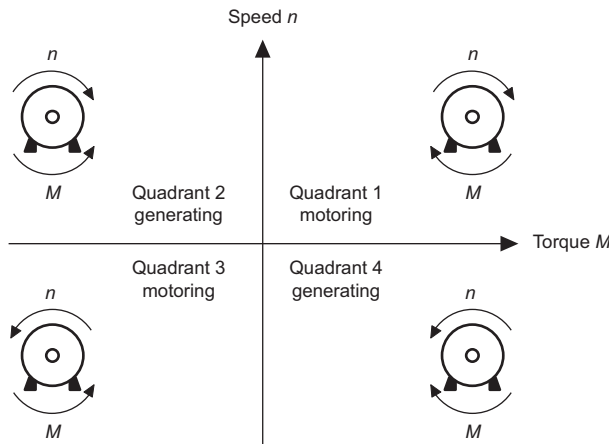 Speed n
n
n
M
Quadrant 2
generating
Quadrant 1
motoring
M
Torque M
n
Quadrant 3
motoring
Quadrant 4
generating
n
M
M